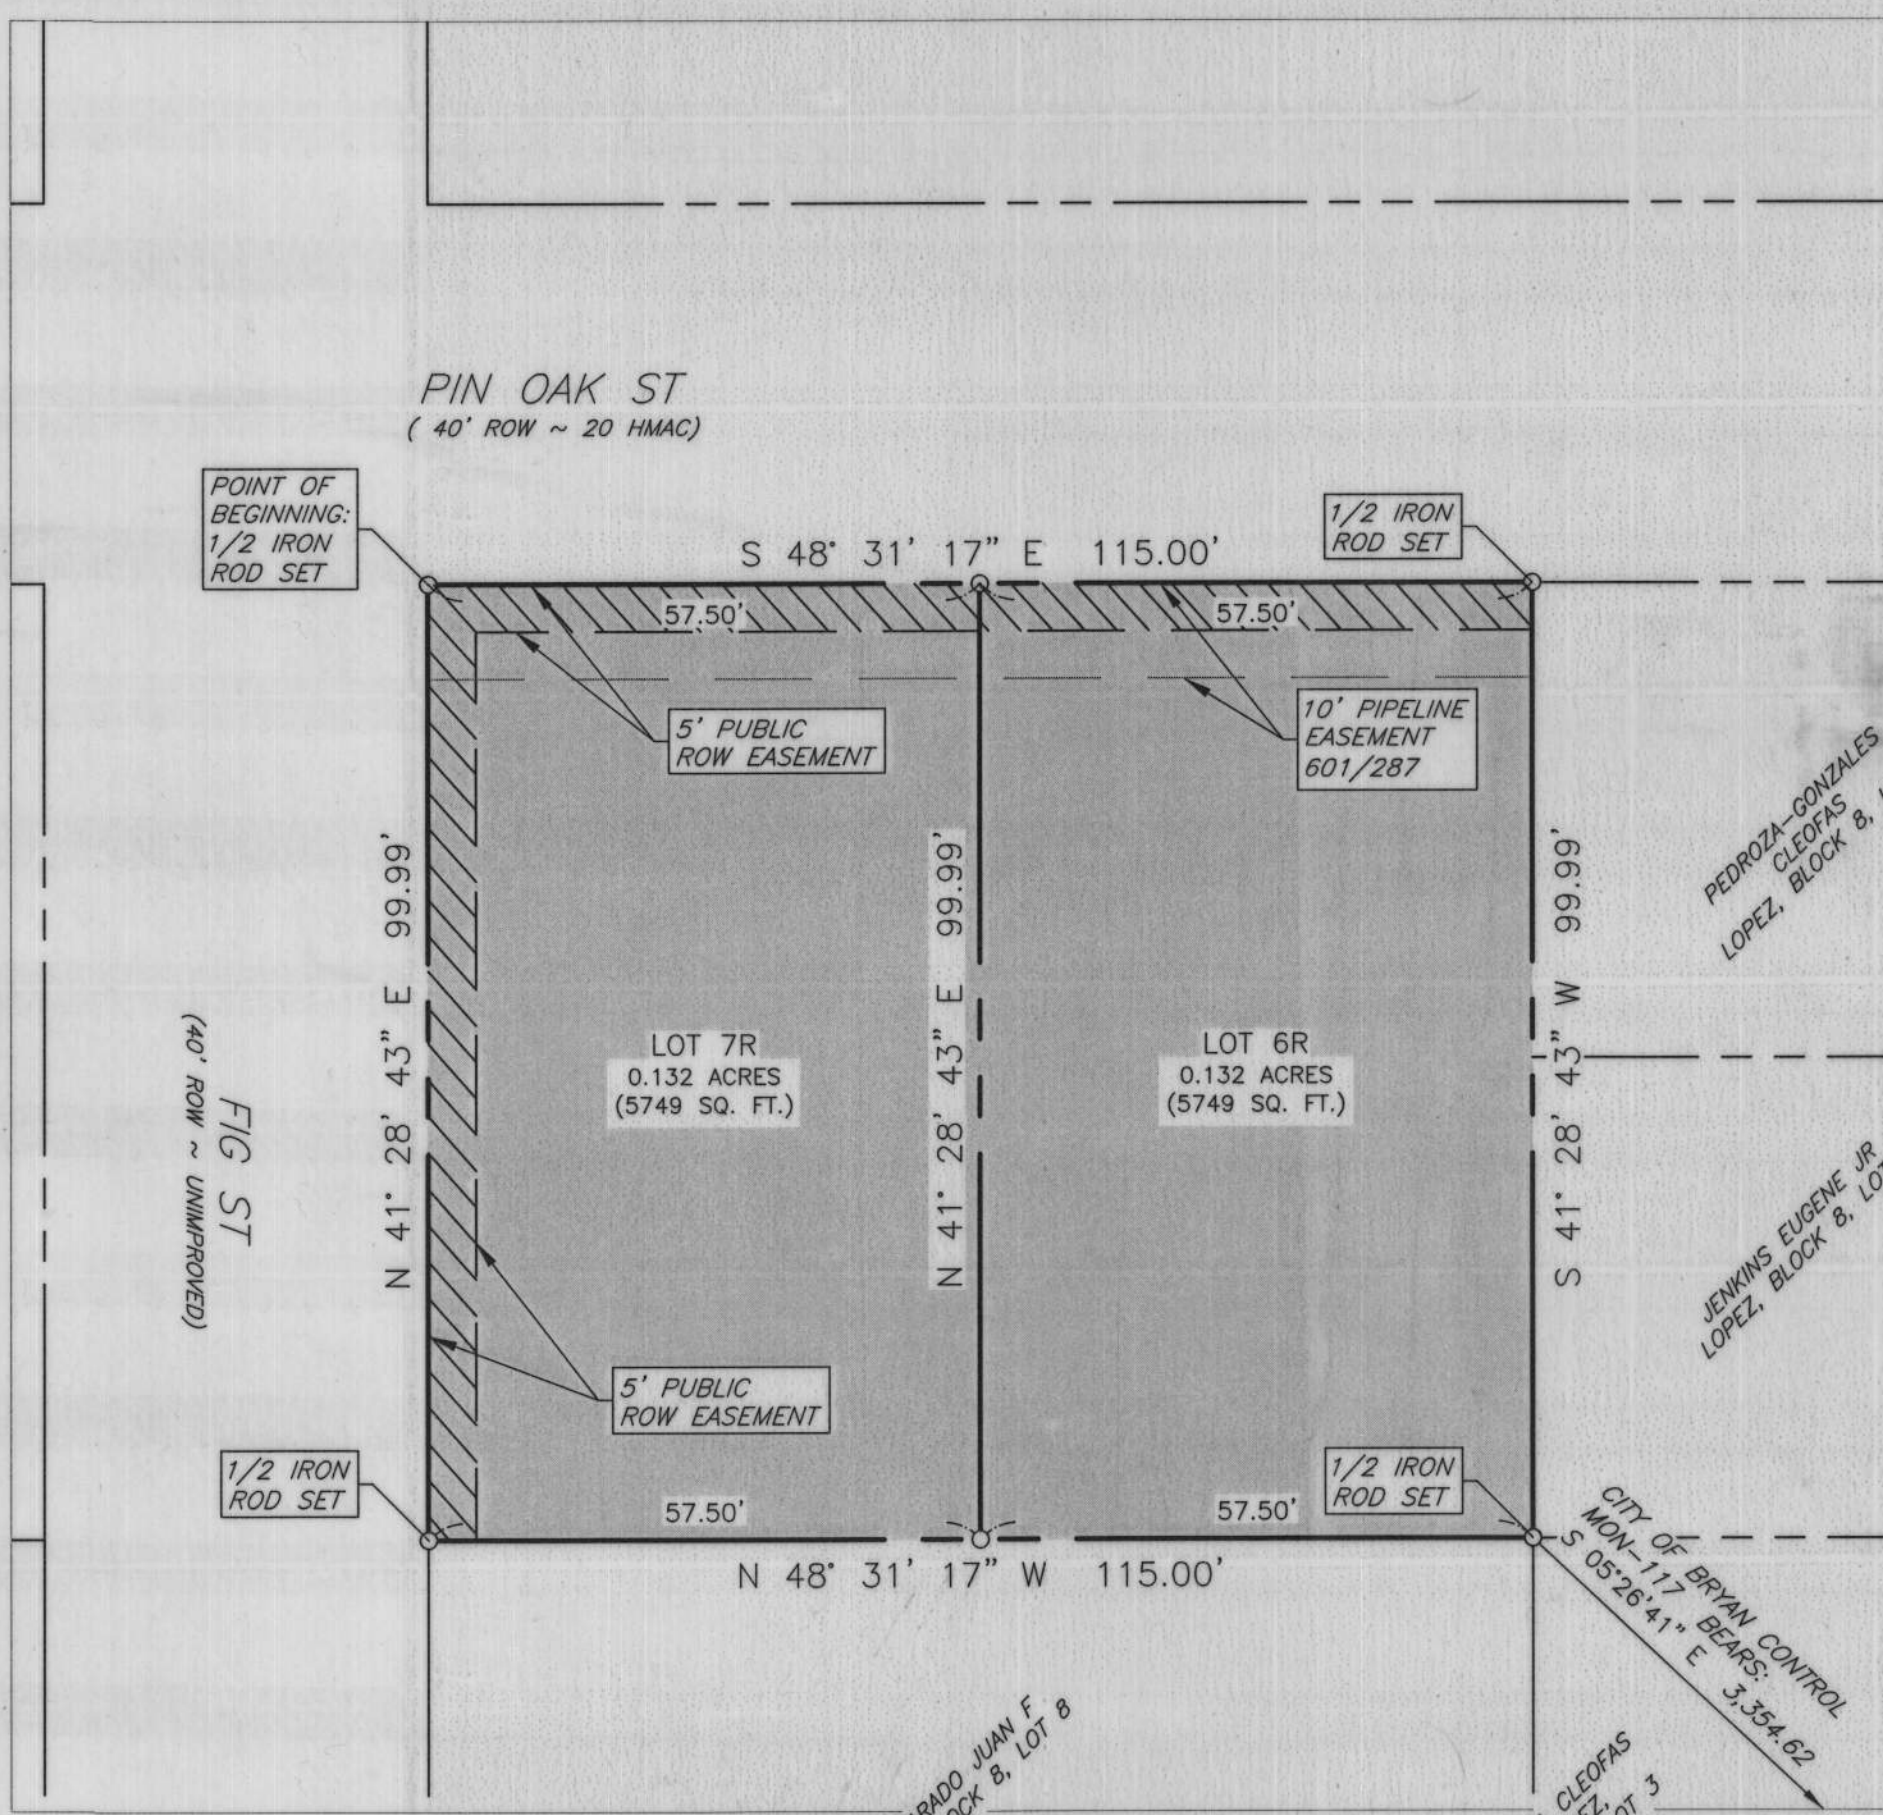 PIN OAK ST
( 40' ROW ~ 20 HMAC)
POINT OF
BEGINNING:
1/2 IRON
ROD SET
1/2 IRON
ROD SET
S 48° 31' 17" E 115.00'
57.50'
57.50'
5' PUBLIC
ROW EASEMENT
10' PIPELINE
EASEMENT
601/287
PEDROZA-GONZALES
CLEOFAS
LOPEZ, BLOCK 8,
N 41° 28' 43" E 99.99'
N 41° 28' 43" E 99.99'
S 41° 28' 43" W 99.99'
FIG ST
(40' ROW ~ UNIMPROVED)
LOT 7R
0.132 ACRES
(5749 SQ. FT.)
LOT 6R
0.132 ACRES
(5749 SQ. FT.)
JENKINS EUGENE JR
LOPEZ, BLOCK 8,
5' PUBLIC
ROW EASEMENT
1/2 IRON
ROD SET
1/2 IRON
ROD SET
57.50'
57.50'
N 48° 31' 17" W 115.00'
CITY OF BRYAN CONTROL
MON-117 BEARS:
S 05°26'41" E 3,354.62
JUAN F
8, LOT 8
CLEOFAS
3